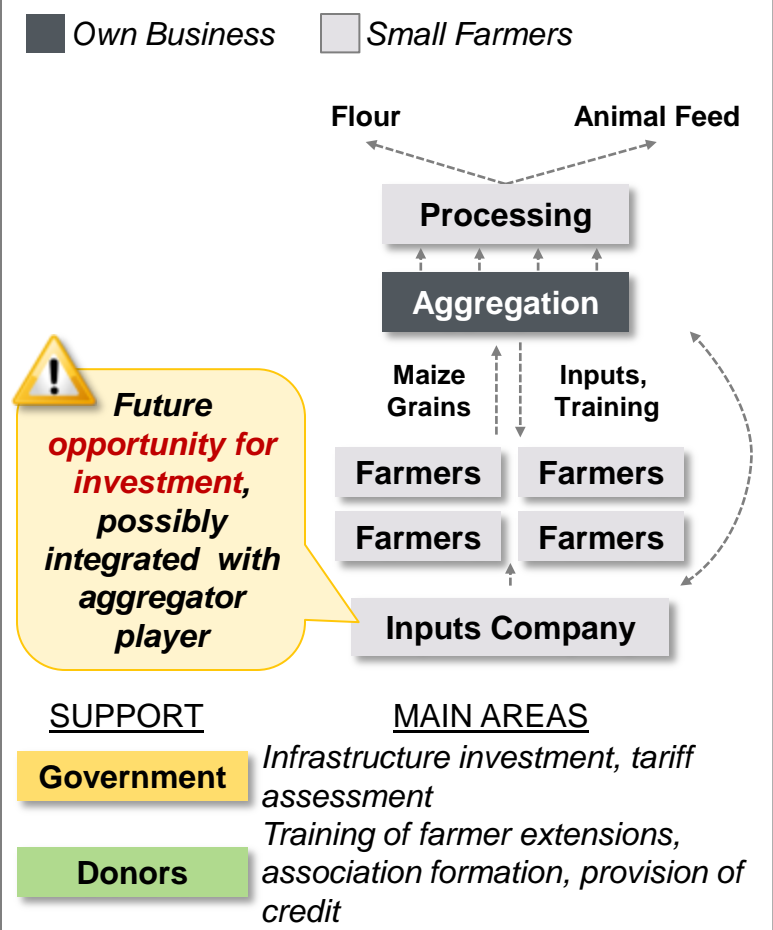 Own Business
Small Farmers
Flour
Animal Feed
Processing
Aggregation
Maize
Grains
Inputs,
Training
Farmers
Farmers
Farmers
Farmers
Inputs Company
!
Future
opportunity for
investment,
possibly
integrated with
aggregator
player
SUPPORT
MAIN AREAS
Government
Infrastructure investment, tariff
assessment
Donors
Training of farmer extensions,
association formation, provision of
credit